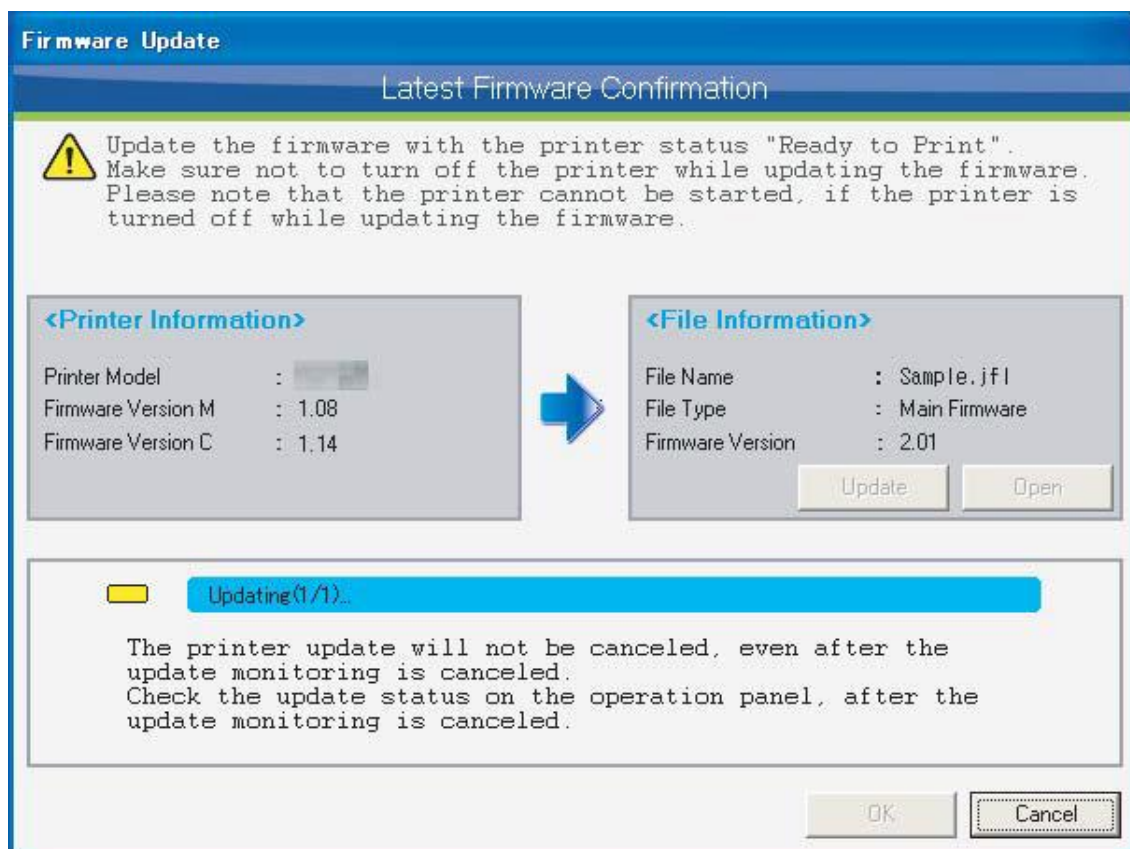 Firmware Update
Latest Firmware Confirmation
Update the firmware with the printer status "Ready to Print".
Make sure not to turn off the printer while updating the firmware.
Please note that the printer cannot be started, if the printer is
turned off while updating the firmware.
<Printer Information>
Printer Model :
Firmware Version M : 1.08
Firmware Version C : 1.14
<File Information>
File Name : Sample.jfl
File Type : Main Firmware
Firmware Version : 2.01
Update Open
Updating(1/1)...
The printer update will not be canceled, even after the
update monitoring is canceled.
Check the update status on the operation panel, after the
update monitoring is canceled.
OK Cancel